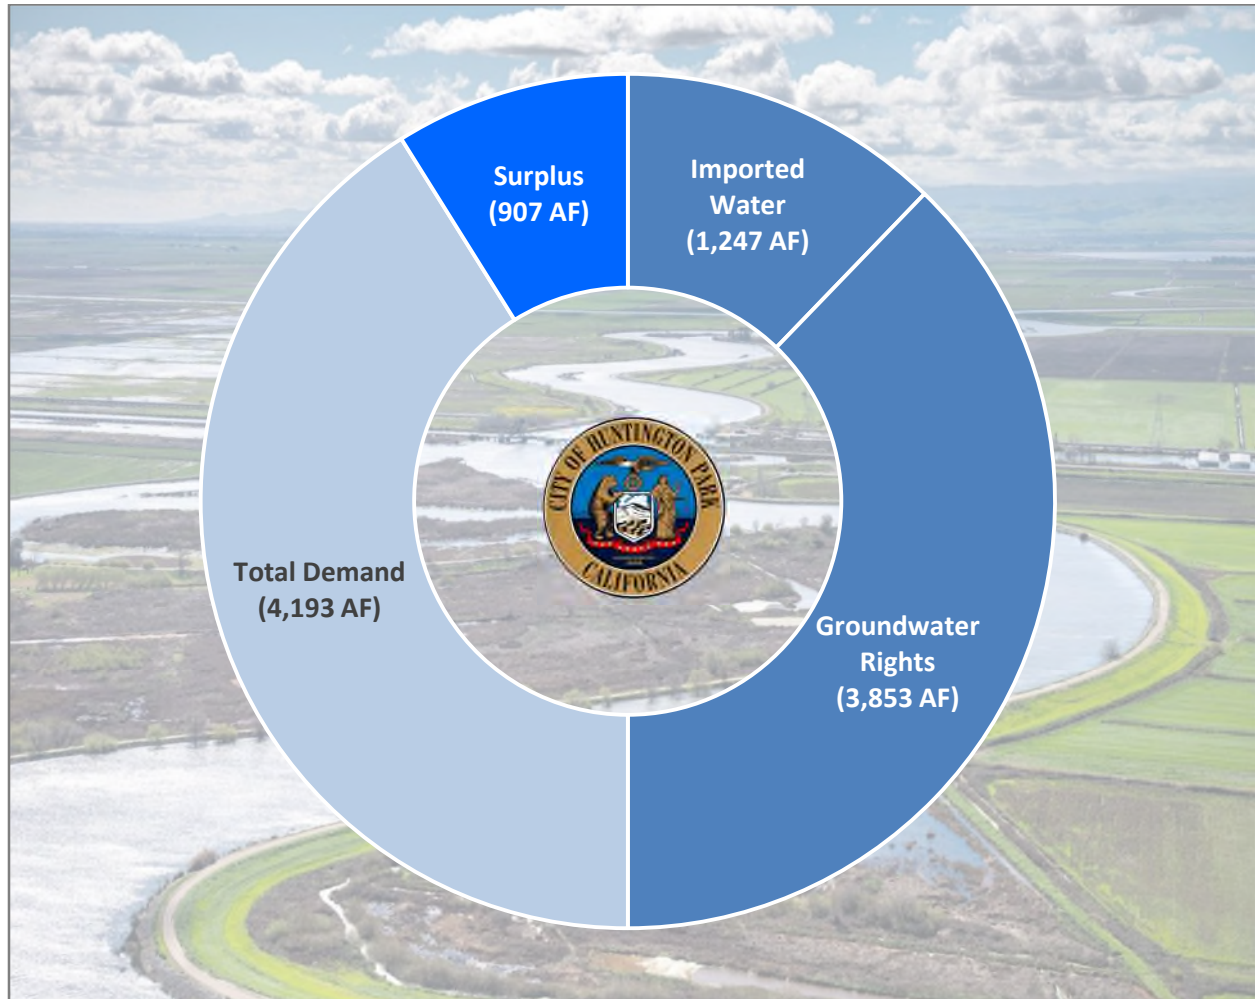 Surplus
(907 AF)
Imported
Water
(1,247 AF)
Total Demand
(4,193 AF)
Groundwater
Rights
(3,853 AF)
CITY OF HUNTINGTON PARK
CALIFORNIA